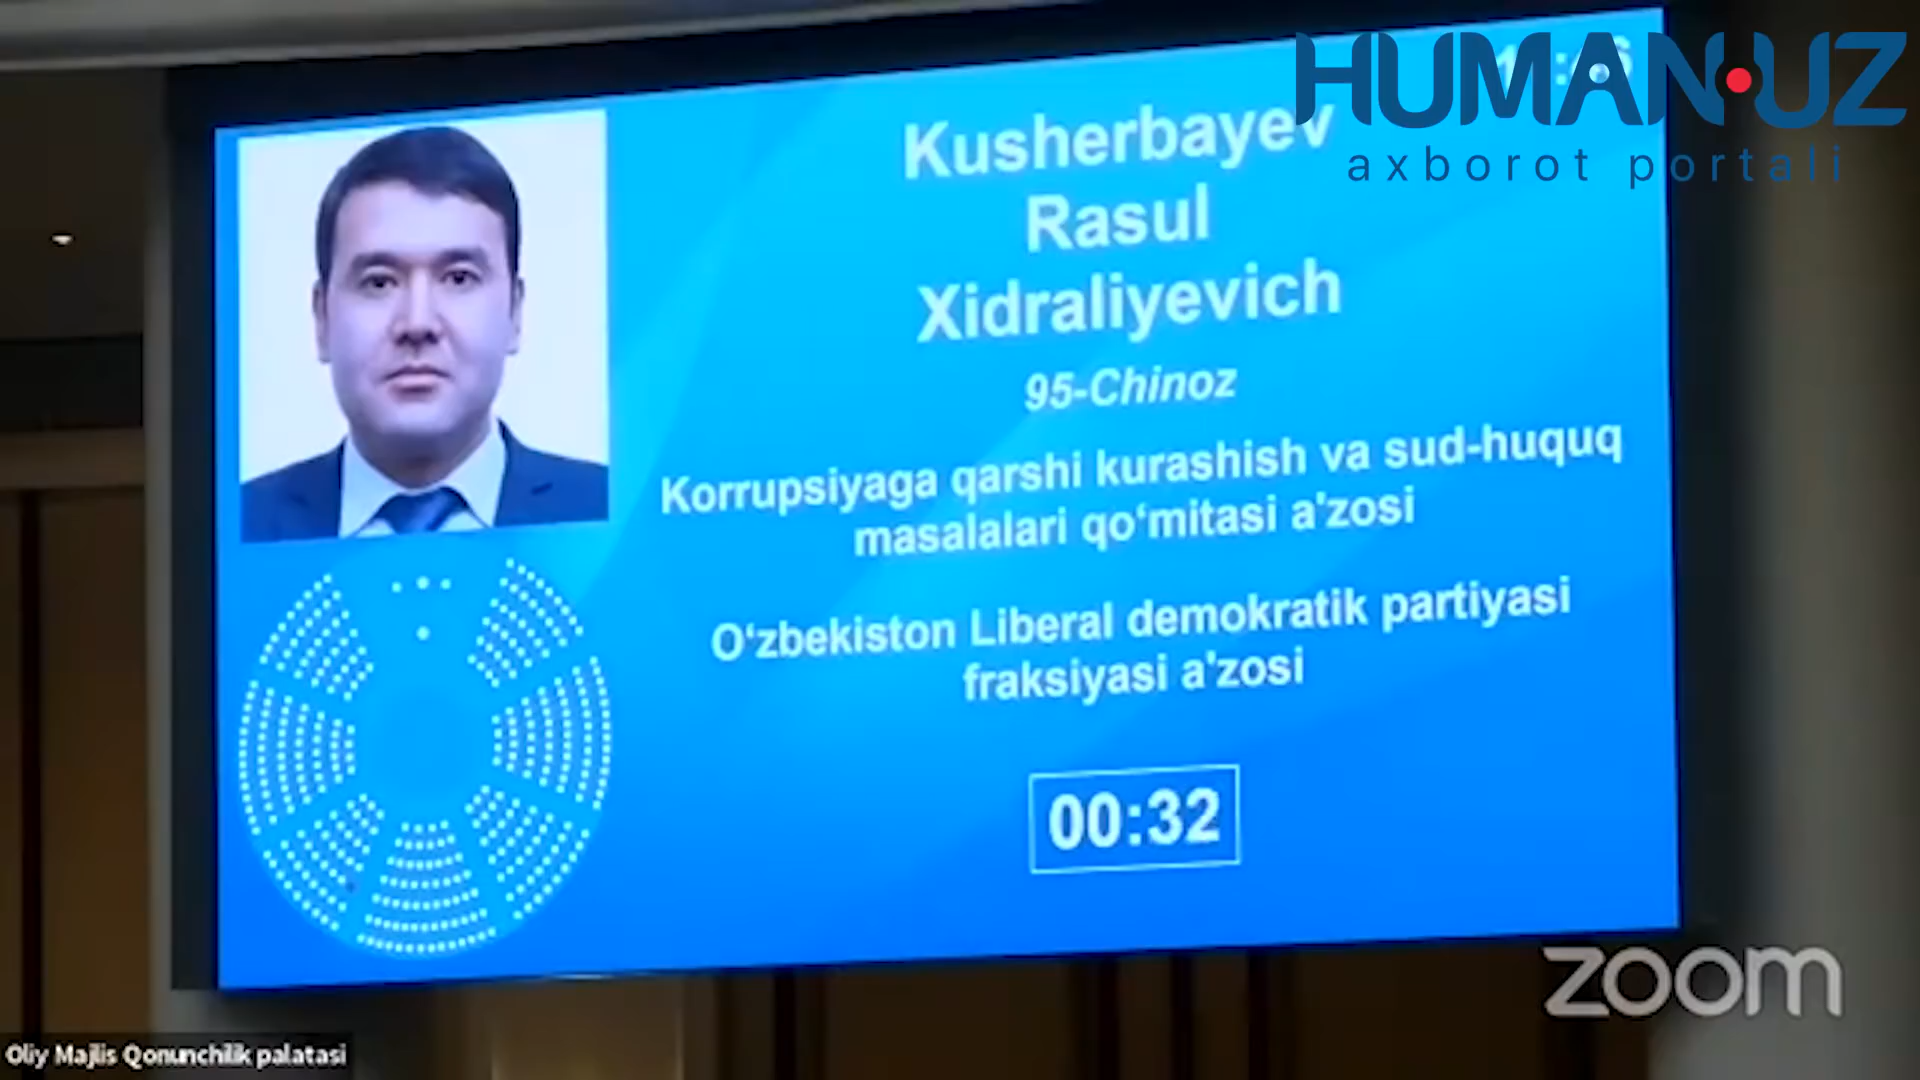 HUMAN.UZ
axborot portali
Kusherbayev
Rasul
Xidraliyevich
95-Chinoz
Korrupsiyaga qarshi kurashish va sud-huquq
masalalari qo‘mitasi a'zosi
O‘zbekiston Liberal demokratik partiyasi
fraksiyasi a'zosi
00:32
zoom
Oliy Majlis Qonunchilik palatasi